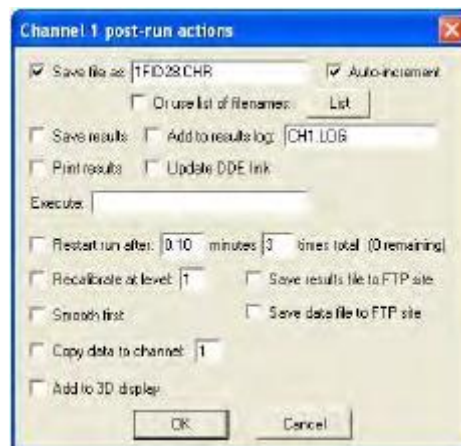 Channel 1 post-run actions
Save file as: 1FID28.CHR Auto-increment
Or use list of filenames: List
Save results Add to results log: CH1.LOG
Print results Update DDE link
Execute:
Restart run after: 0.10 minutes 3 times total (0 remaining)
Recalibrate at level: 1 Save results file to FTP site
Smooth first Save data file to FTP site
Copy data to channel: 1
Add to 3D display
OK Cancel